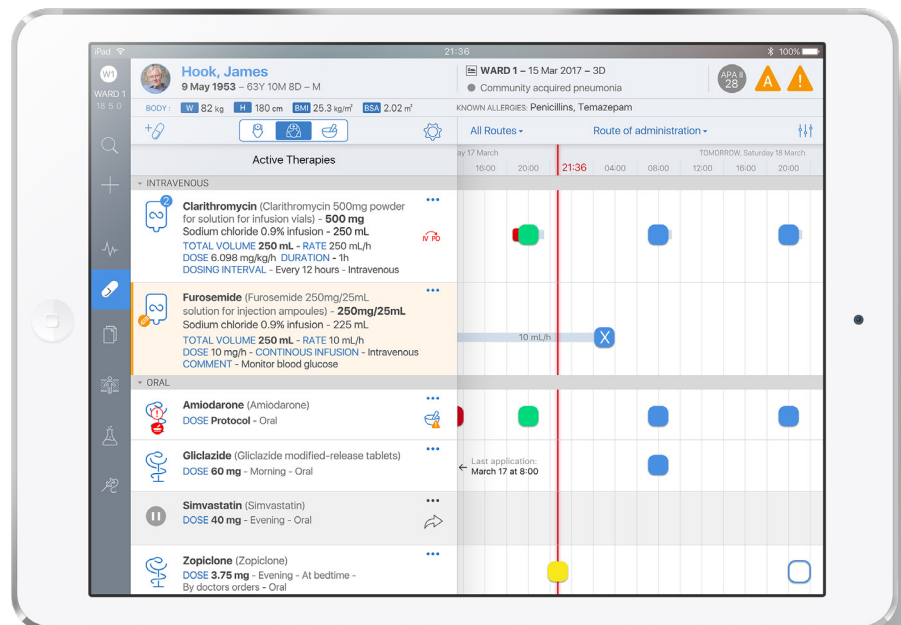 iPad
21:36
100%
W1
WARD 1
18 5 0
Hook, James
9 May 1953 – 63Y 10M 8D – M
WARD 1 – 15 Mar 2017 – 3D
Community acquired pneumonia
APA II
28
A
!
BODY: W 82 kg H 180 cm BMI 25.3 kg/m² BSA 2.02 m²
KNOWN ALLERGIES: Penicillins, Temazepam
All Routes
Route of administration
Active Therapies
ay 17 March
TOMORROW, Saturday 18 March
16:00 20:00 21:36 04:00 08:00 12:00 16:00 20:00
INTRAVENOUS
2
Clarithromycin (Clarithromycin 500mg powder
for solution for infusion vials) – 500 mg
Sodium chloride 0.9% infusion - 250 mL
TOTAL VOLUME 250 mL - RATE 250 mL/h
DOSE 6.098 mg/kg/h DURATION - 1h
DOSING INTERVAL - Every 12 hours - Intravenous
IV PO
Furosemide (Furosemide 250mg/25mL
solution for injection ampoules) – 250mg/25mL
Sodium chloride 0.9% infusion - 225 mL
TOTAL VOLUME 250 mL - RATE 10 mL/h
DOSE 10 mg/h - CONTINOUS INFUSION - Intravenous
COMMENT - Monitor blood glucose
10 mL/h
X
ORAL
Amiodarone (Amiodarone)
DOSE Protocol - Oral
Gliclazide (Gliclazide modified-release tablets)
DOSE 60 mg - Morning - Oral
Last application:
March 17 at 8:00
Simvastatin (Simvastatin)
DOSE 40 mg - Evening - Oral
Zopiclone (Zopiclone)
DOSE 3.75 mg - Evening - At bedtime -
By doctors orders - Oral